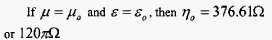 If μ = μₒ and ε = εₒ, then ηₒ = 376.61Ω
or 120πΩ